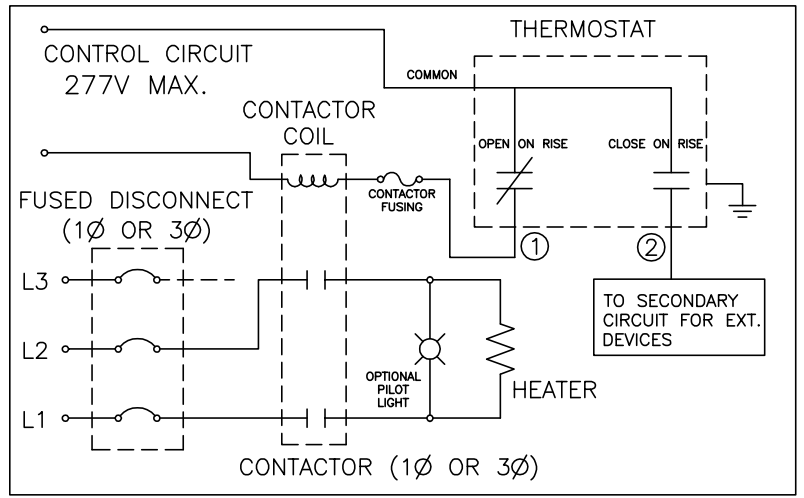 THERMOSTAT
CONTROL CIRCUIT
277V MAX.
COMMON
CONTACTOR
COIL
OPEN ON RISE
CLOSE ON RISE
CONTACTOR
FUSING
FUSED DISCONNECT
(1Ø OR 3Ø)
1
2
L3
TO SECONDARY
CIRCUIT FOR EXT.
DEVICES
L2
OPTIONAL
PILOT
LIGHT
HEATER
L1
CONTACTOR (1Ø OR 3Ø)